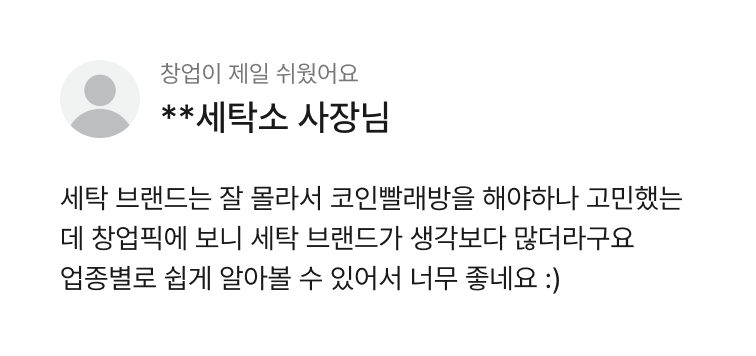 창업이 제일 쉬웠어요
**세탁소 사장님
세탁 브랜드는 잘 몰라서 코인빨래방을 해야하나 고민했는
데 창업픽에 보니 세탁 브랜드가 생각보다 많더라구요
업종별로 쉽게 알아볼 수 있어서 너무 좋네요 :)